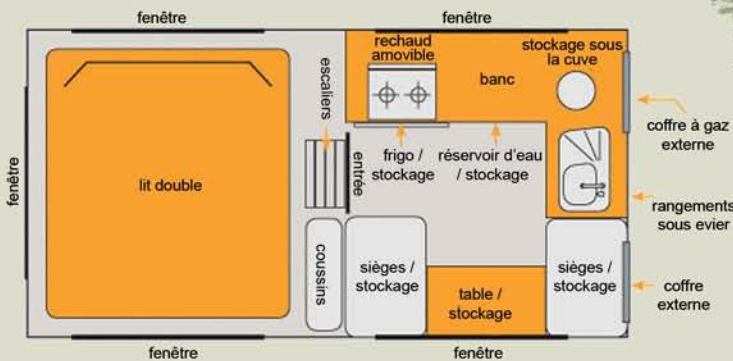 fenêtre
fenêtre
rechaud
amovible
stockage sous
la cuve
escaliers
banc
coffre à gaz
externe
entrée
frigo /
stockage
réservoir d'eau
/ stockage
fenêtre
lit double
rangements
sous evier
coussins
sièges /
stockage
table /
stockage
sièges /
stockage
coffre
externe
fenêtre
fenêtre